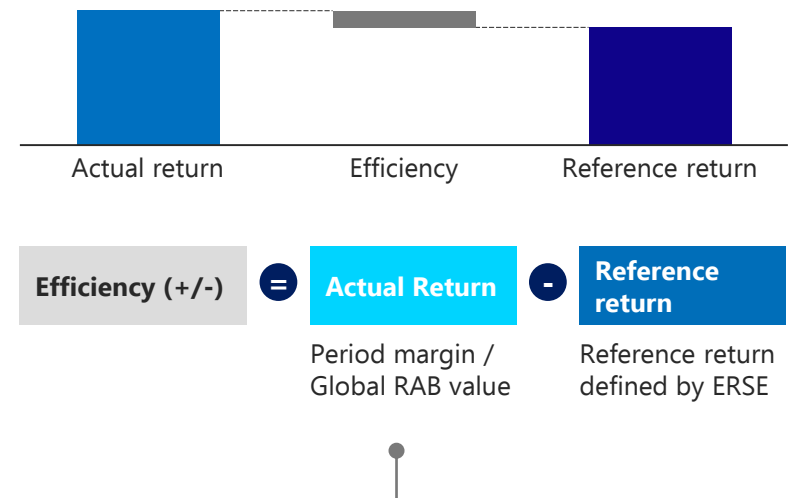 Actual return
Efficiency
Reference return
Efficiency (+/-)
=
Actual Return
-
Reference
return
Period margin /
Global RAB value
Reference return
defined by ERSE